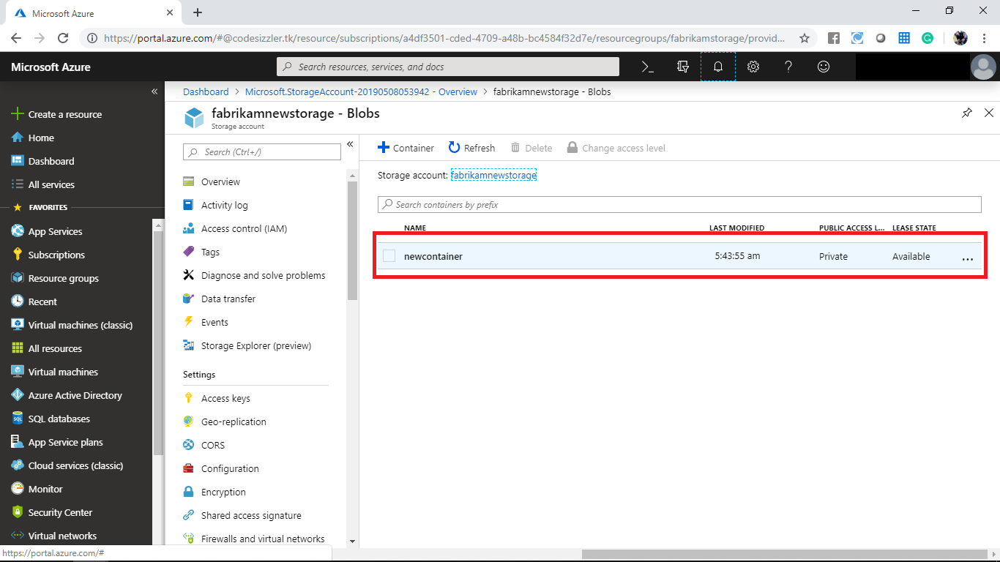 Microsoft Azure
https://portal.azure.com/#@codesizzler.tk/resource/subscriptions/a4df3501-cded-4709-a48b-bc4584f32d7e/resourcegroups/fabrikamstorage/provid...
Microsoft Azure
Search resources, services, and docs
Create a resource
Home
Dashboard
All services
FAVORITES
App Services
Subscriptions
Resource groups
Recent
Virtual machines (classic)
All resources
Virtual machines
Azure Active Directory
SQL databases
App Service plans
Cloud services (classic)
Monitor
Security Center
Virtual networks
https://portal.azure.com/#
Dashboard > Microsoft.StorageAccount-20190508053942 - Overview > fabrikamnewstorage - Blobs
fabrikamnewstorage - Blobs
Storage account
Search (Ctrl+/)
Overview
Activity log
Access control (IAM)
Tags
Diagnose and solve problems
Data transfer
Events
Storage Explorer (preview)
Settings
Access keys
Geo-replication
CORS
Configuration
Encryption
Shared access signature
Firewalls and virtual networks
Container Refresh Delete Change access level
Storage account: fabrikamnewstorage
Search containers by prefix
NAME LAST MODIFIED PUBLIC ACCESS L... LEASE STATE
newcontainer 5:43:55 am Private Available ...